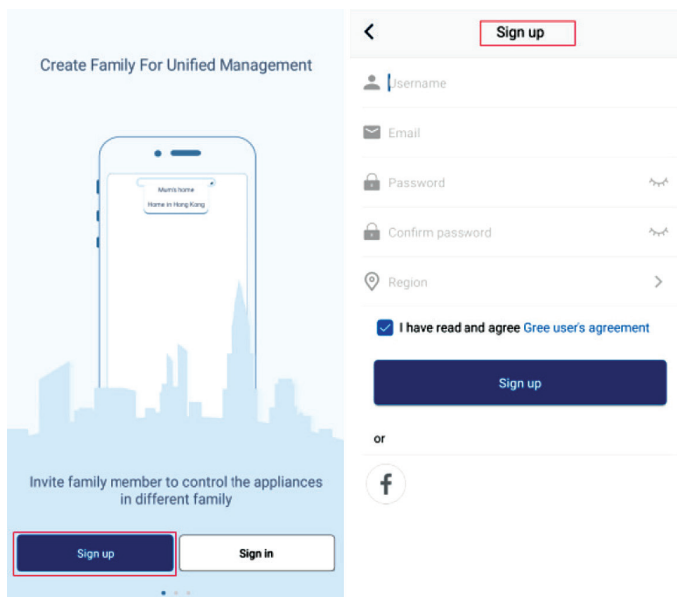 Create Family For Unified Management
Mum's home
Home in Hong Kong
Invite family member to control the appliances
in different family
Sign up
Sign in
Sign up
Username
Email
Password
Confirm password
Region
I have read and agree Gree user's agreement
Sign up
or
f